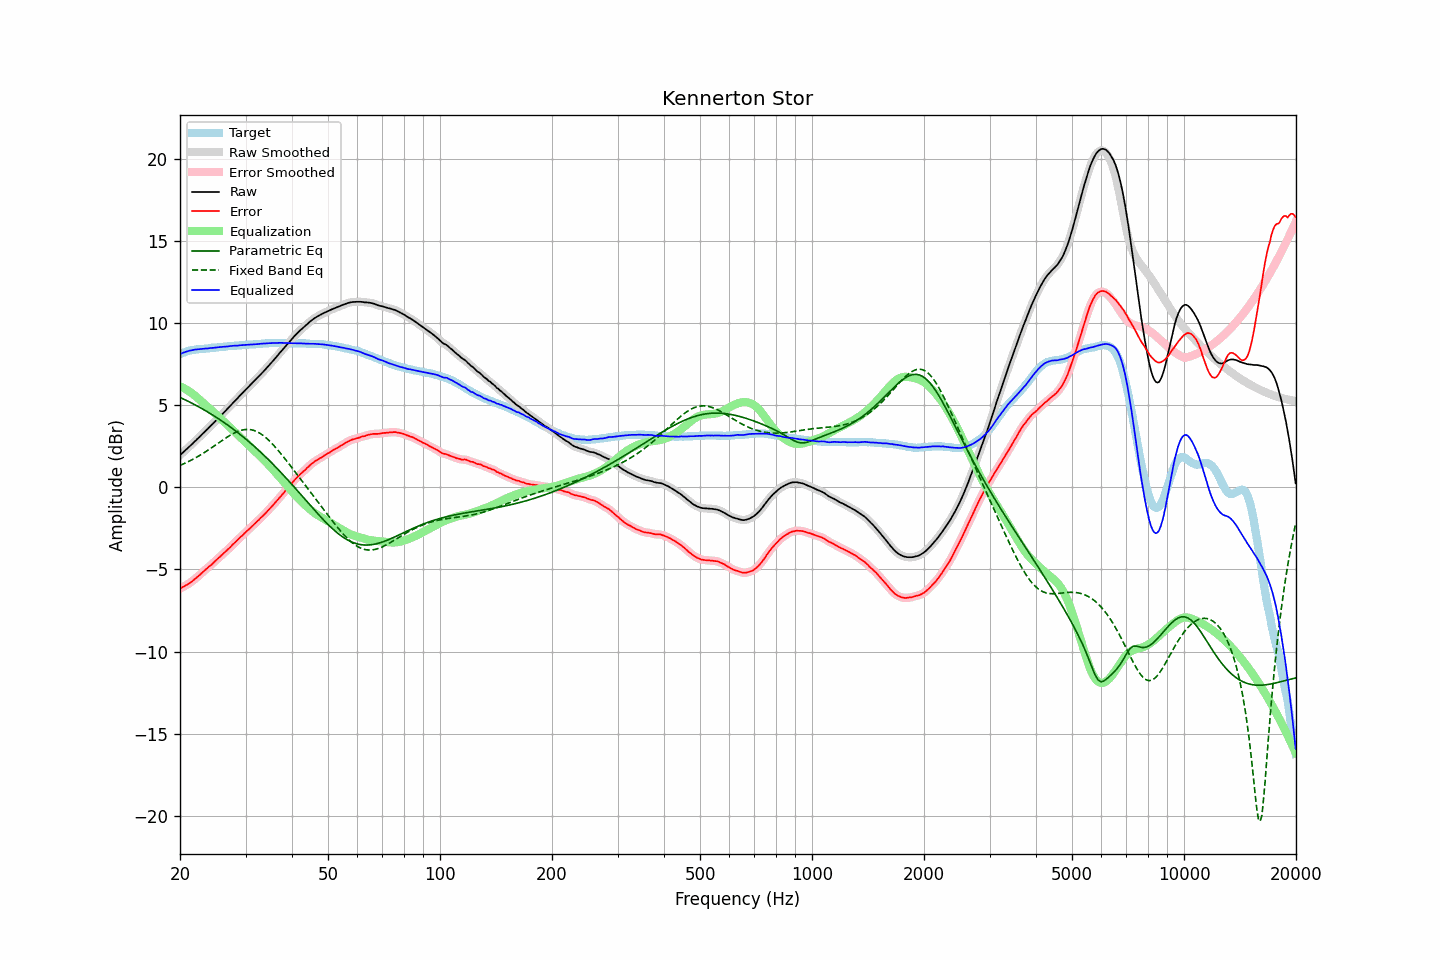 Kennerton Stor
Target
Raw Smoothed
Error Smoothed
Raw
Error
Equalization
Parametric Eq
Fixed Band Eq
Equalized
Amplitude (dBr)
20
15
10
5
0
−5
−10
−15
−20
20
50
100
200
500
1000
2000
5000
10000
20000
Frequency (Hz)